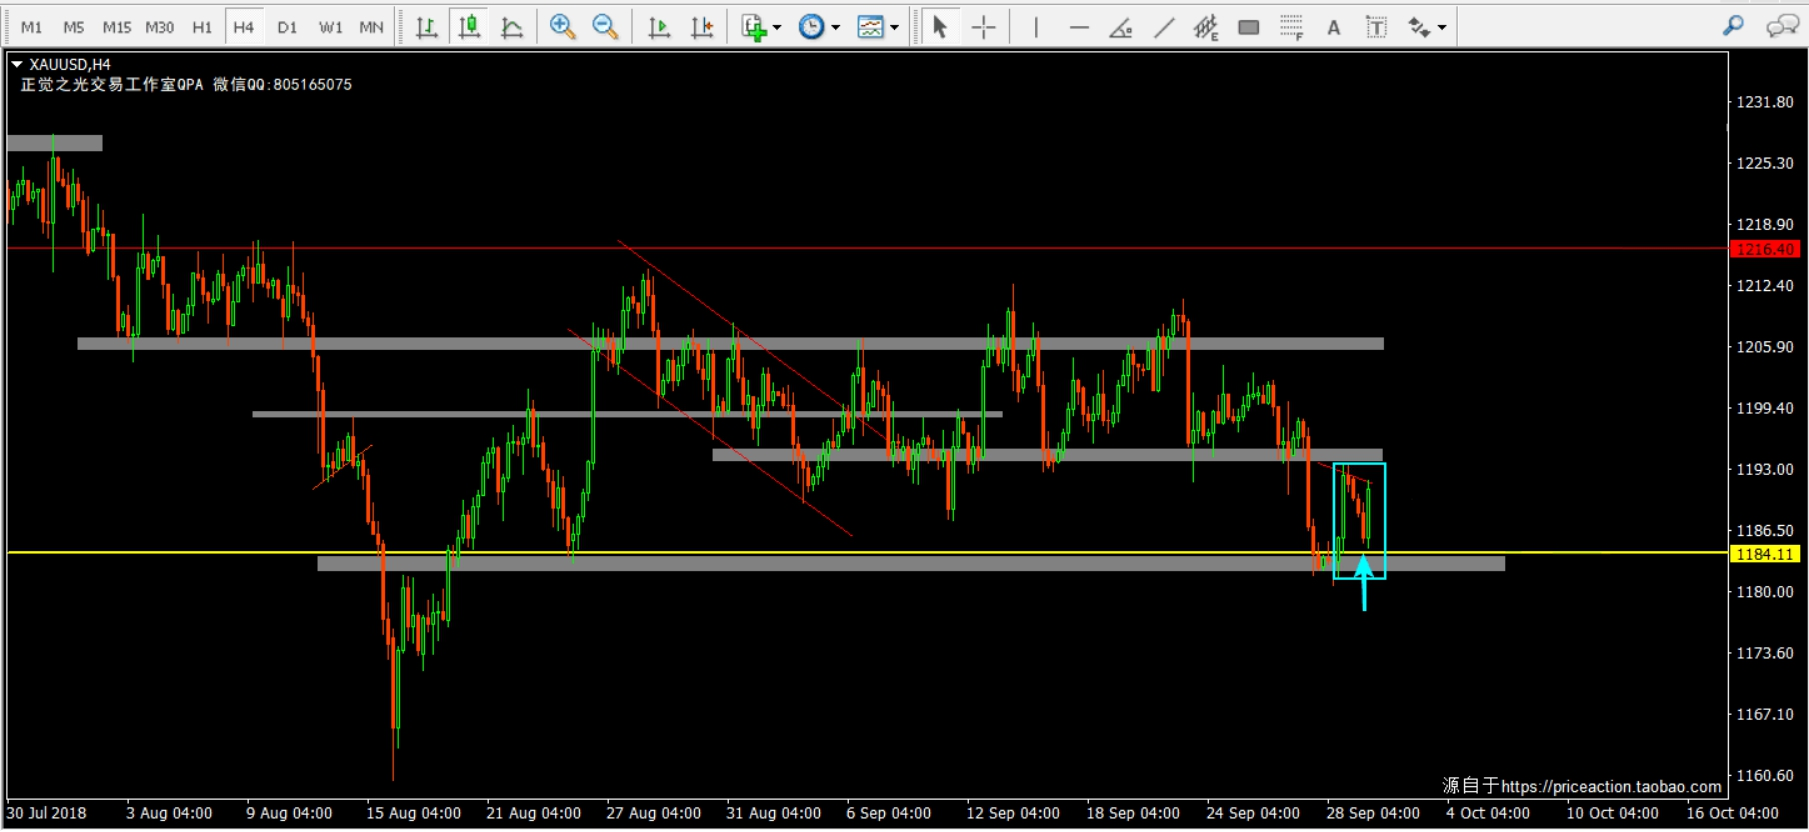 M1 M5 M15 M30 H1 H4 D1 W1 MN E F A T
XAUUSD,H4
正觉之光交易工作室QPA 微信QQ:805165075
1231.80
1225.30
1218.90
1216.40
1212.40
1205.90
1199.40
1193.00
1186.50
1184.11
1180.00
1173.60
1167.10
1160.60
源自于https://priceaction.taobao.com
30 Jul 2018 3 Aug 04:00 9 Aug 04:00 15 Aug 04:00 21 Aug 04:00 27 Aug 04:00 31 Aug 04:00 6 Sep 04:00 12 Sep 04:00 18 Sep 04:00 24 Sep 04:00 28 Sep 04:00 4 Oct 04:00 10 Oct 04:00 16 Oct 04:00